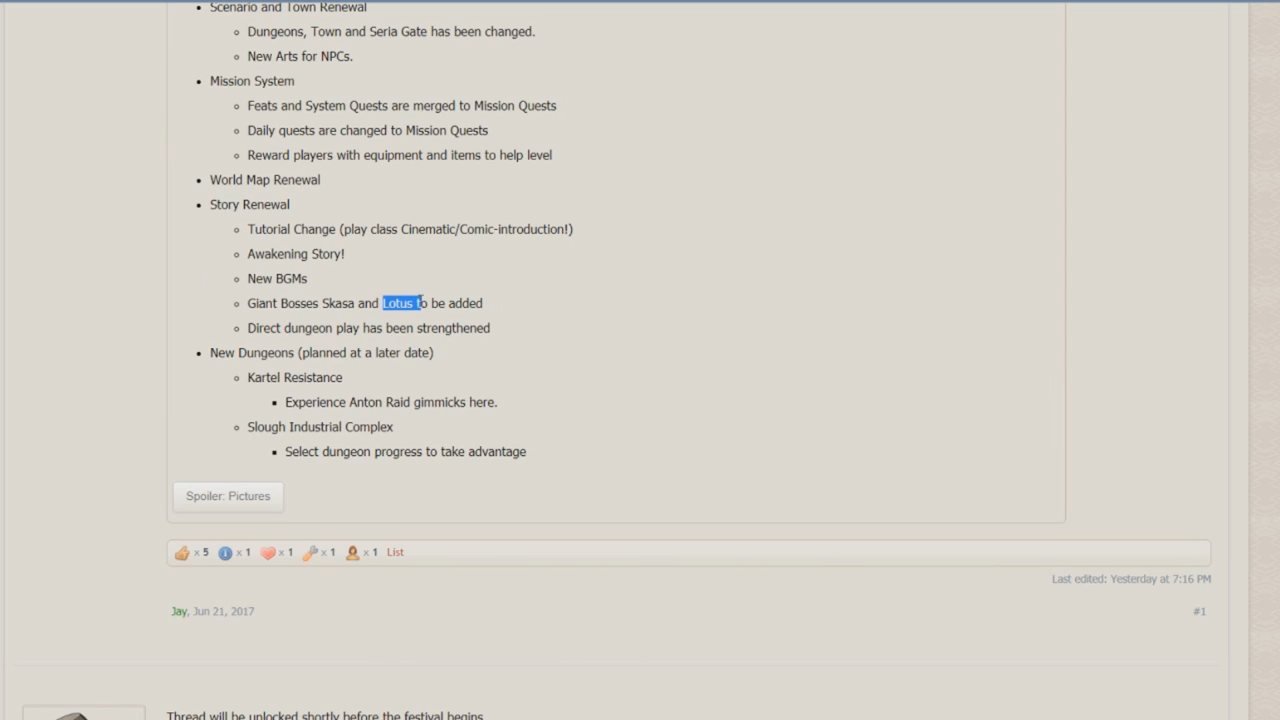 Scenario and Town Renewal
Dungeons, Town and Seria Gate has been changed.
New Arts for NPCs.
Mission System
Feats and System Quests are merged to Mission Quests
Daily quests are changed to Mission Quests
Reward players with equipment and items to help level
World Map Renewal
Story Renewal
Tutorial Change (play class Cinematic/Comic-introduction!)
Awakening Story!
New BGMs
Giant Bosses Skasa and Lotus to be added
Direct dungeon play has been strengthened
New Dungeons (planned at a later date)
Kartel Resistance
Experience Anton Raid gimmicks here.
Slough Industrial Complex
Select dungeon progress to take advantage
Spoiler: Pictures
x 5 x 1 x 1 x 1 x 1 List
Last edited: Yesterday at 7:16 PM
Jay, Jun 21, 2017 #1
Thread will be unlocked shortly before the festival begins.